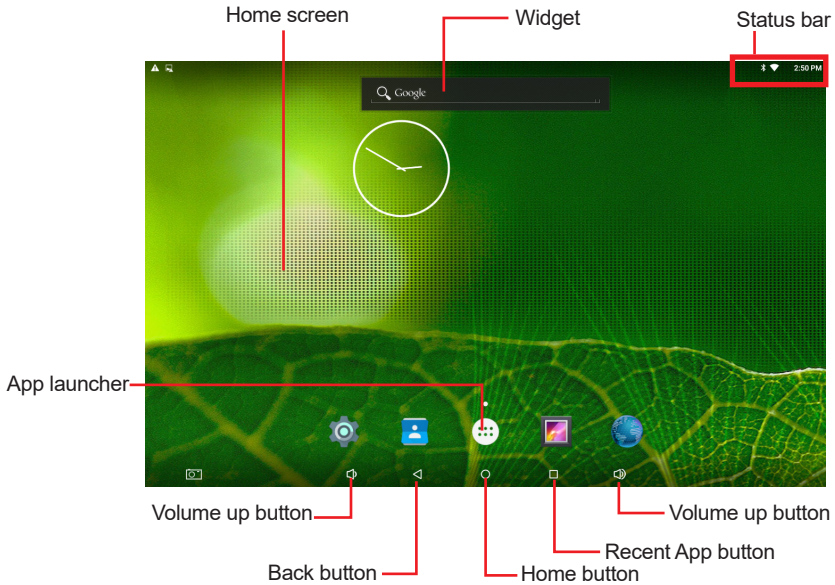 Home screen
Widget
Status bar
2:50 PM
Google
App launcher
Volume up button
Volume up button
Recent App button
Back button
Home button